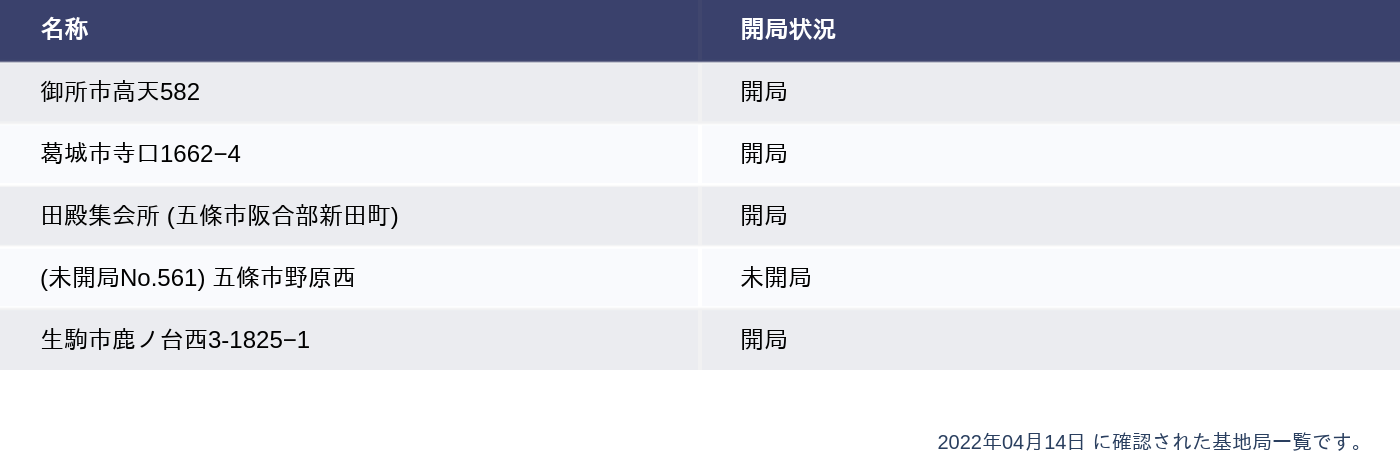 名称 開局状況
御所市高天582 開局
葛城市寺口1662−4 開局
田殿集会所 (五條市阪合部新田町) 開局
(未開局No.561) 五條市野原西 未開局
生駒市鹿ノ台西3-1825−1 開局
2022年04月14日 に確認された基地局一覧です。